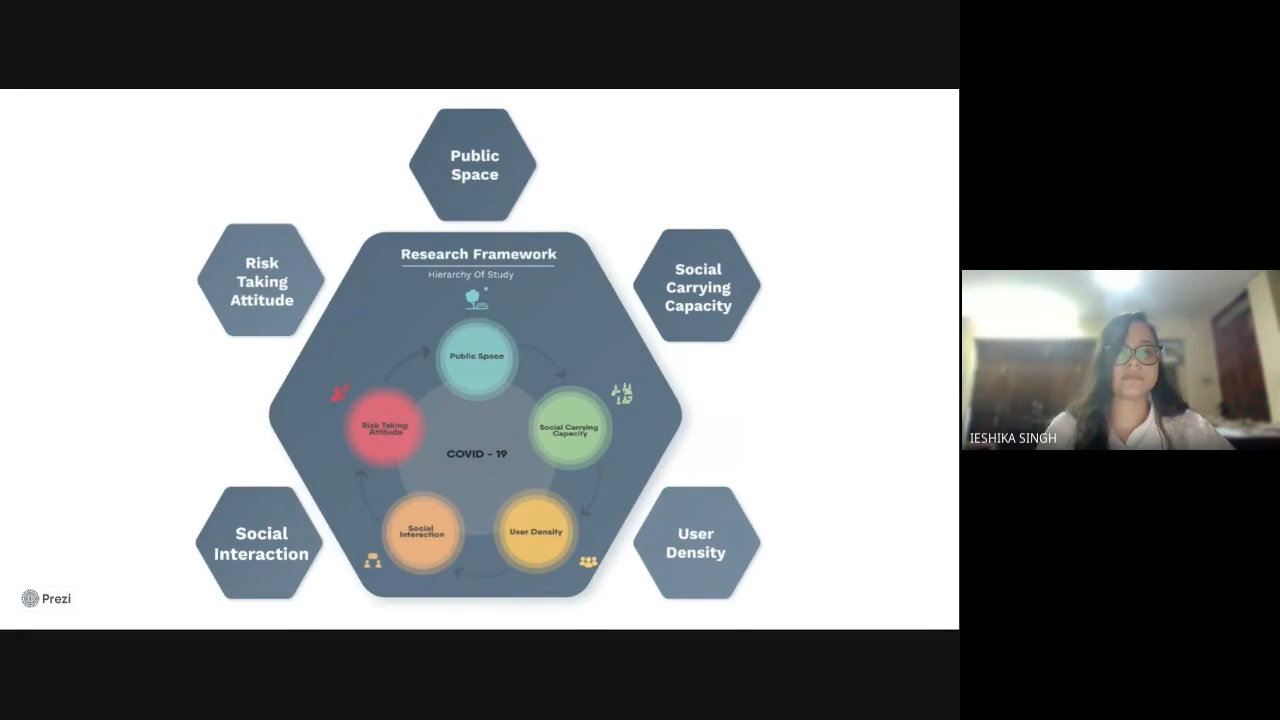 Public
Space
Risk
Taking
Attitude
Social
Carrying
Capacity
Research Framework
Hierarchy Of Study
Public Space
Risk Taking
Attitude
Social Carrying
Capacity
COVID - 19
Social
Interaction
User Density
Social
Interaction
User
Density
Prezi
IESHIKA SINGH